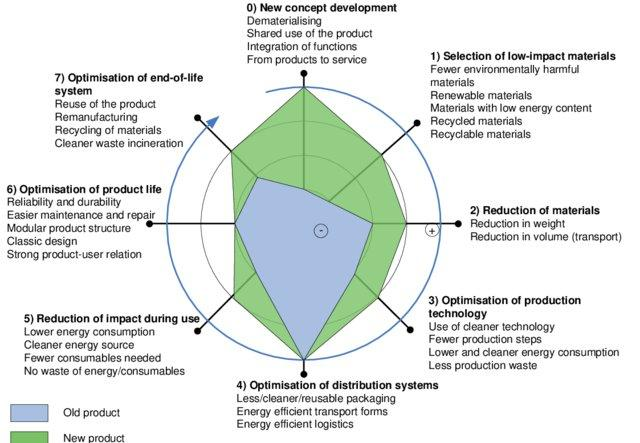 0) New concept development
Dematerialising
Shared use of the product
Integration of functions
From products to service
1) Selection of low-impact materials
Fewer environmentally harmful
materials
Renewable materials
Materials with low energy content
Recycled materials
Recyclable materials
7) Optimisation of end-of-life
system
Reuse of the product
Remanufacturing
Recycling of materials
Cleaner waste incineration
6) Optimisation of product life
Reliability and durability
Easier maintenance and repair
Modular product structure
Classic design
Strong product-user relation
2) Reduction of materials
Reduction in weight
Reduction in volume (transport)
-
+
3) Optimisation of production
technology
Use of cleaner technology
Fewer production steps
Lower and cleaner energy consumption
Less production waste
5) Reduction of impact during use
Lower energy consumption
Cleaner energy source
Fewer consumables needed
No waste of energy/consumables
4) Optimisation of distribution systems
Less/cleaner/reusable packaging
Energy efficient transport forms
Energy efficient logistics
Old product
New product